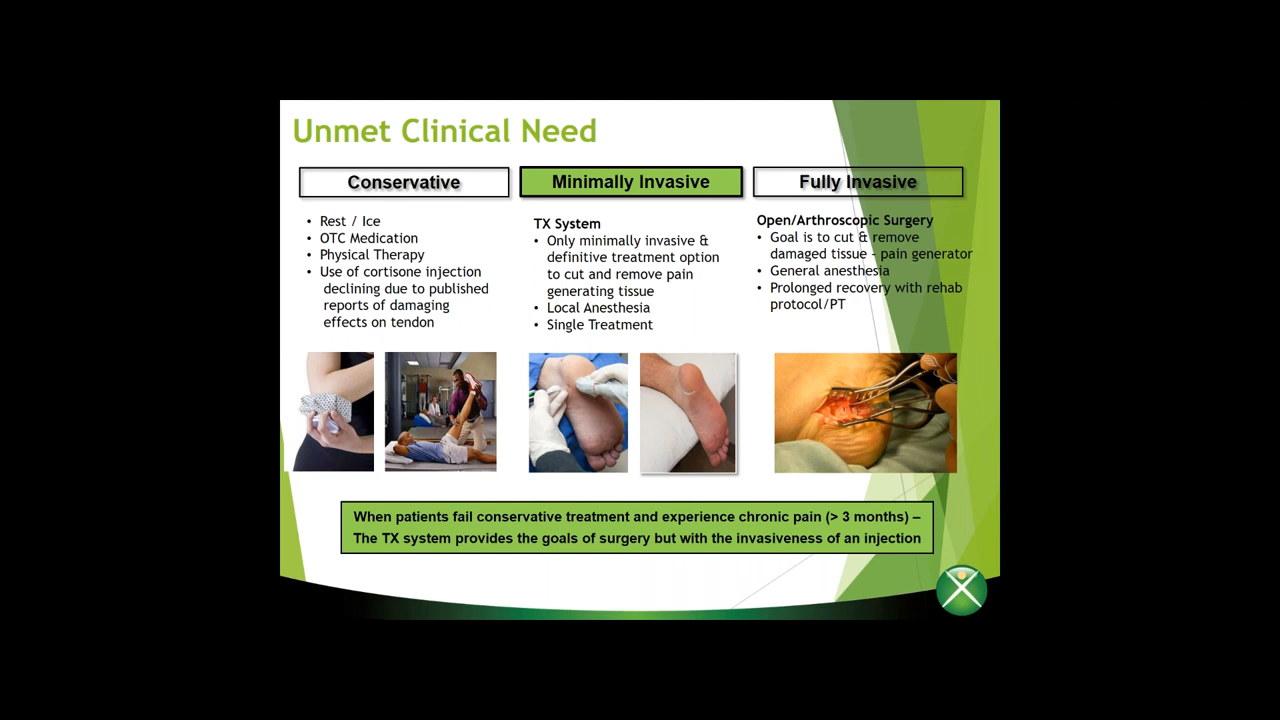 Unmet Clinical Need
Conservative
• Rest / Ice
• OTC Medication
• Physical Therapy
• Use of cortisone injection
declining due to published
reports of damaging
effects on tendon
Minimally Invasive
TX System
• Only minimally invasive &
definitive treatment option
to cut and remove pain
generating tissue
• Local Anesthesia
• Single Treatment
Fully Invasive
Open/Arthroscopic Surgery
• Goal is to cut & remove
damaged tissue – pain generator
• General anesthesia
• Prolonged recovery with rehab
protocol/PT
When patients fail conservative treatment and experience chronic pain (> 3 months) –
The TX system provides the goals of surgery but with the invasiveness of an injection